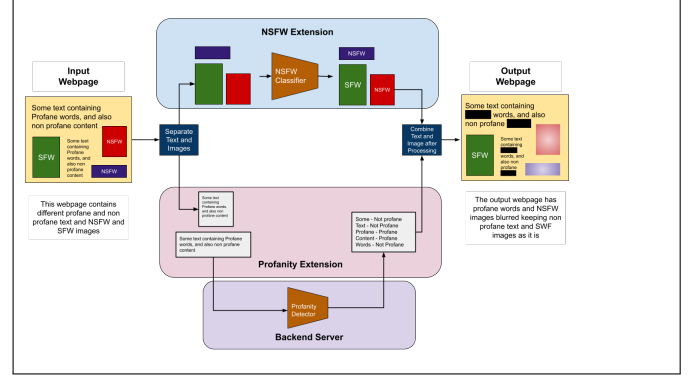 NSFW Extension
NSFW
NSFW
Classifier
SFW
NSFW
Input
Webpage
Some text containing
Profane words, and also
non profane content
SFW
Some text
containing
Profane
words, and
also non
profane
content
NSFW
NSFW
This webpage contains
different profane and non
profane text and NSFW and
SFW images
Separate
Text and
Images
Combine
Text and
Image after
Processing
Output
Webpage
Some text containing
words, and also
non profane
SFW
Some text
containing
words, and
also non
profane
The output webpage has
profane words and NSFW
images blurred keeping non
profane text and SWF
images as it is
Some text
containing
Profane words,
and also non
profane content
Some text containing Profane
words, and also non profane
content
Some - Not profane
Text - Not Profane
Profane - Profane
Content - Profane
Words - Not Profane
Profanity Extension
Profanity
Detector
Backend Server